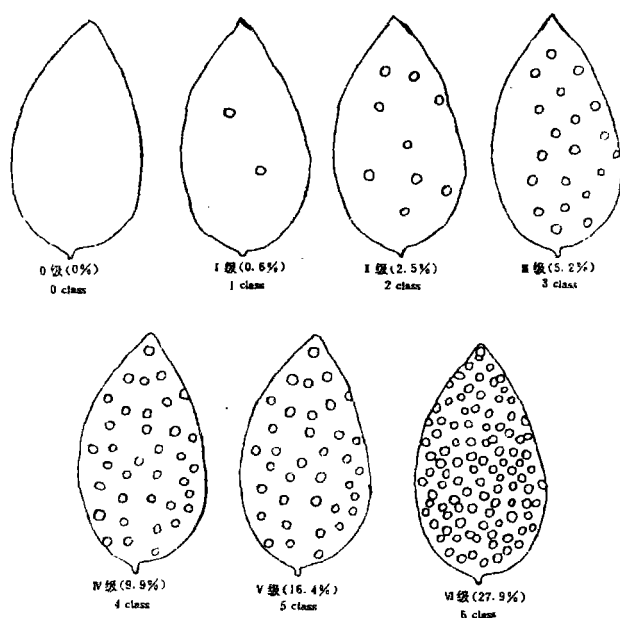 0 级(0%)
0 class
I 级(0.6%)
1 class
II 级(2.5%)
2 class
III 级(5.2%)
3 class
IV 级(9.9%)
4 class
V 级(16.4%)
5 class
VI 级(27.9%)
6 class